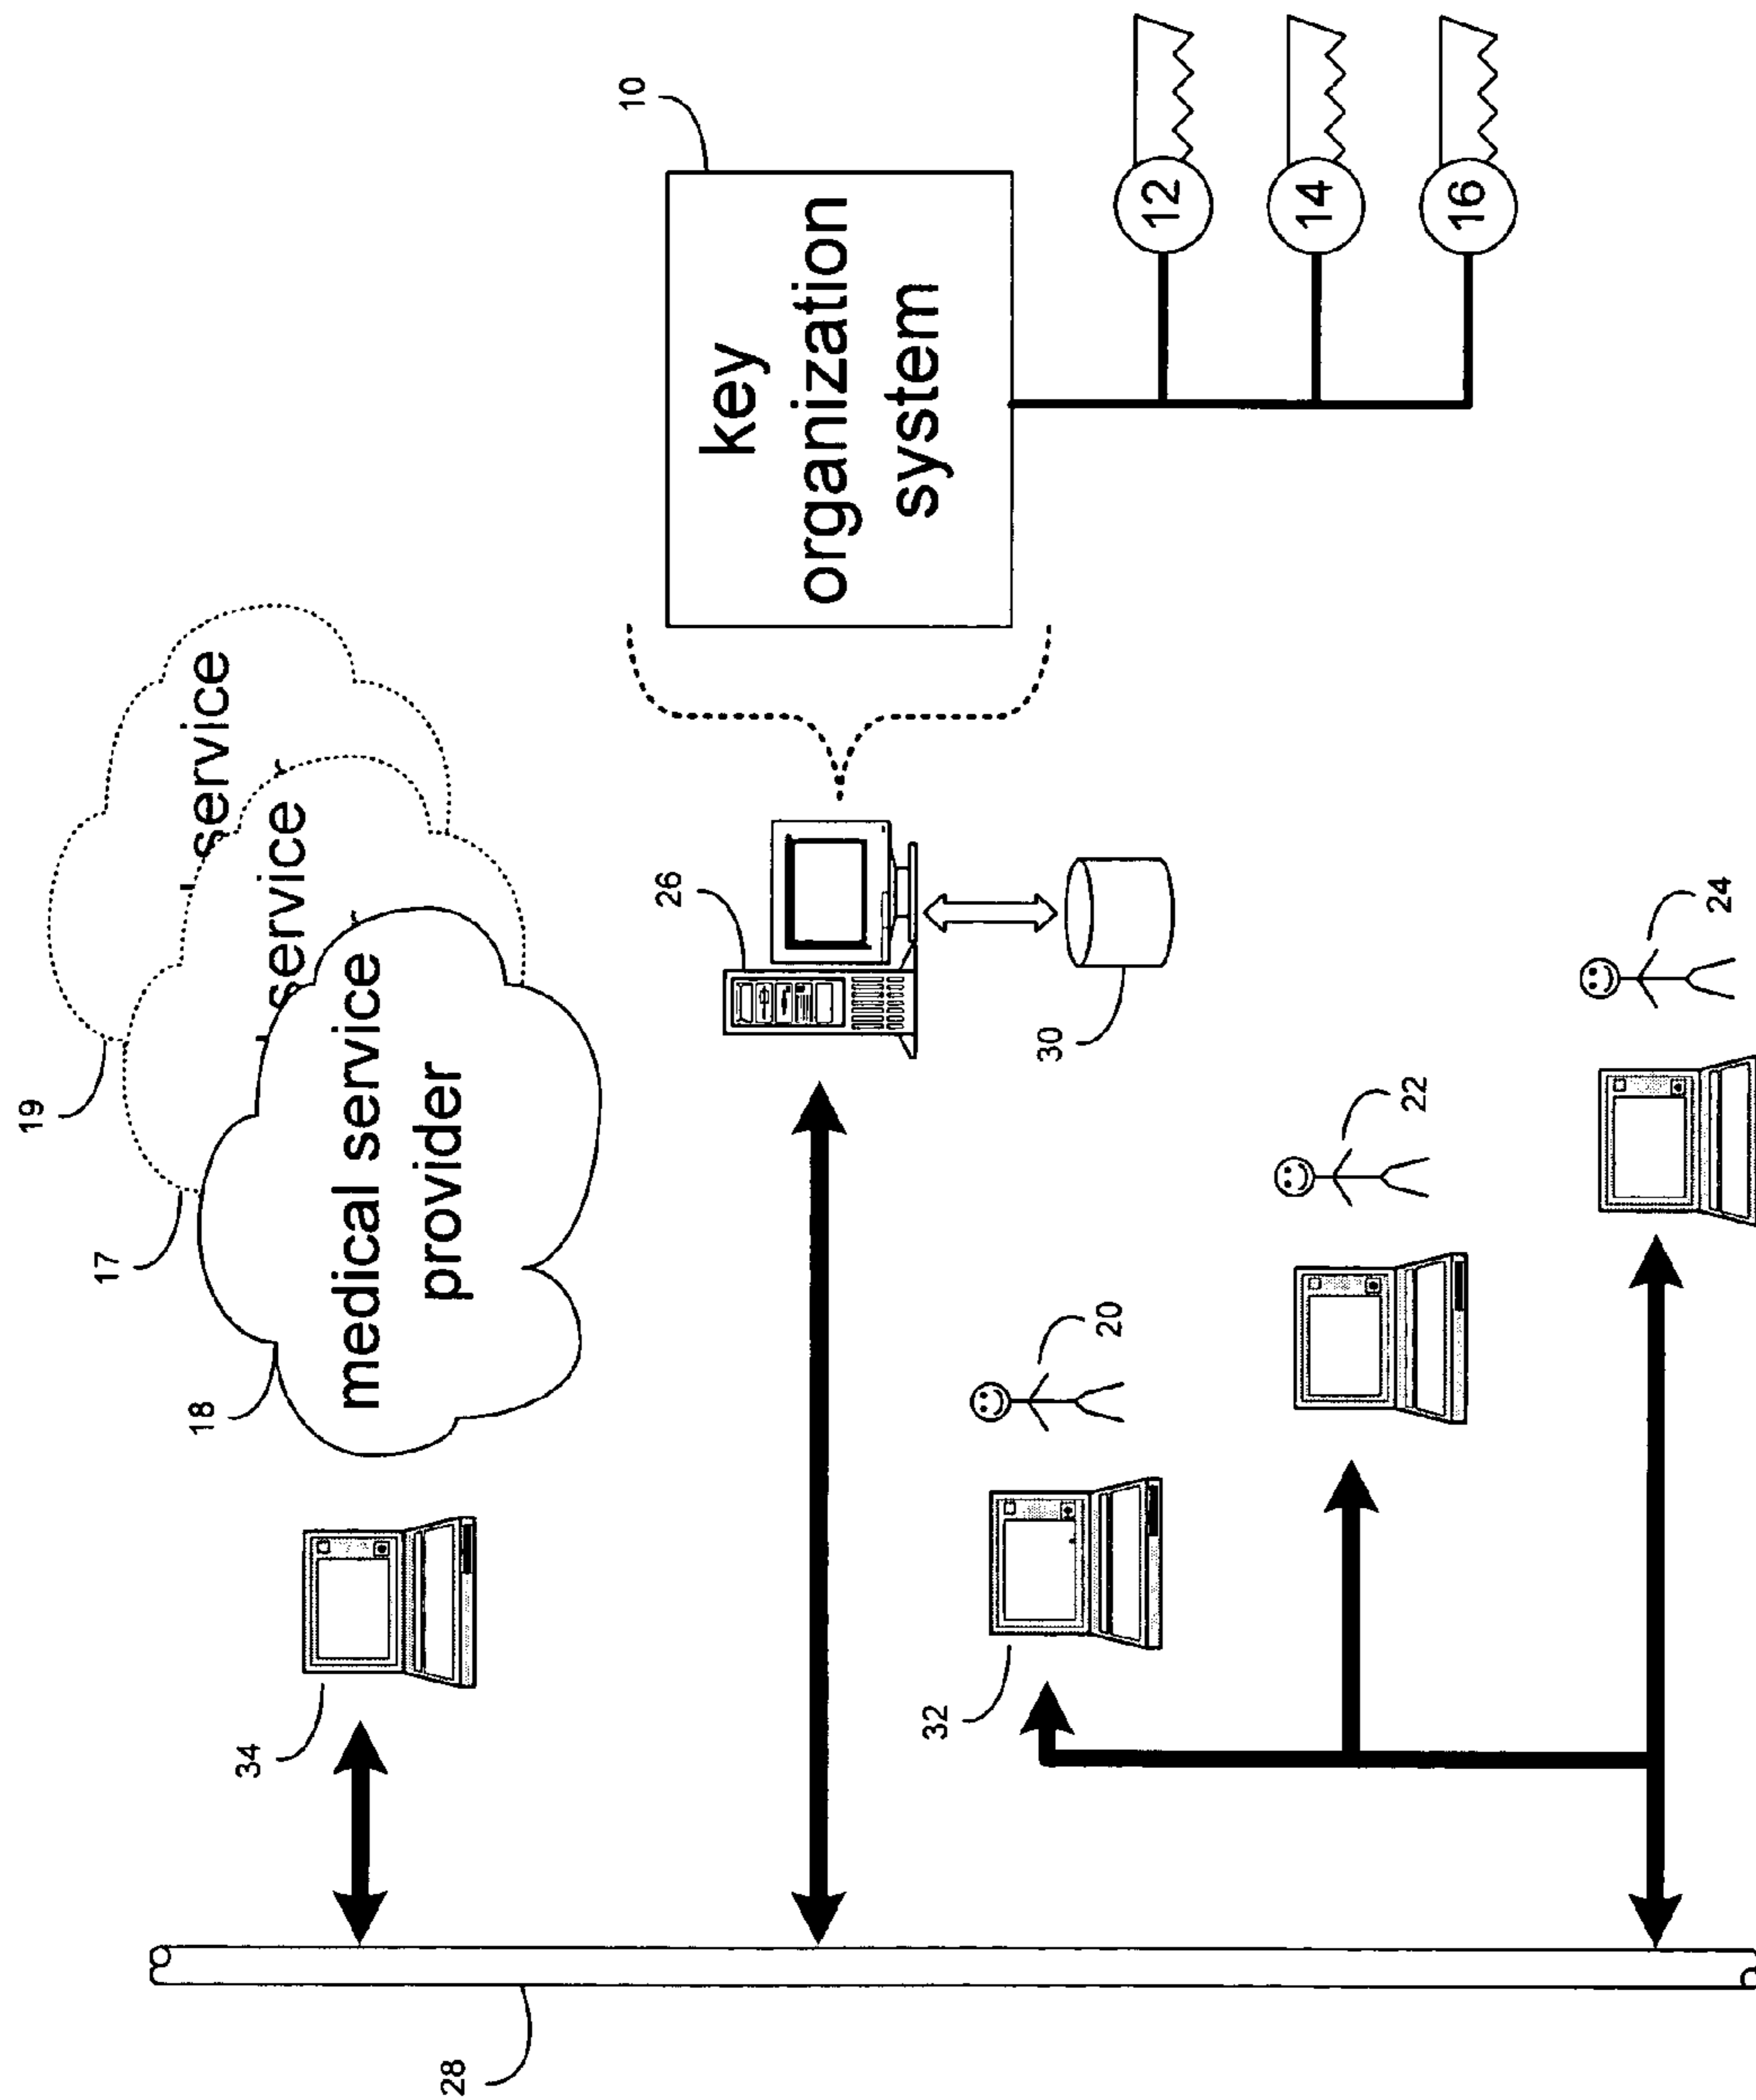 19
17
18
service
34
service
medical service
provider
28
10
26
key
organization
system
32
30
20
12
14
22
16
24